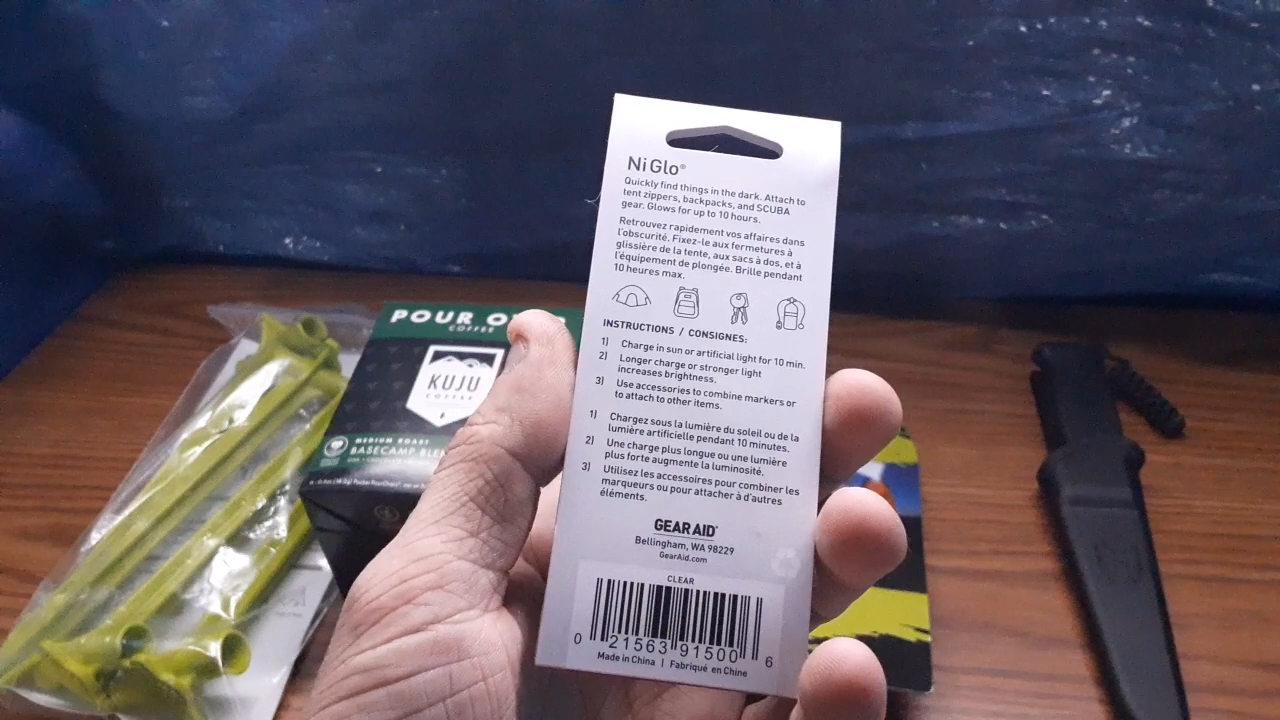 Ni Glo®
Quickly find things in the dark. Attach to
tent zippers, backpacks, and SCUBA
gear. Glows for up to 10 hours.
Retrouvez rapidement vos affaires dans
l'obscurité. Fixez-le aux fermetures à
glissière de la tente, aux sacs à dos, et à
l'équipement de plongée. Brille pendant
10 heures max.
INSTRUCTIONS / CONSIGNES:
1) Charge in sun or artificial light for 10 min.
2) Longer charge or stronger light
increases brightness.
3) Use accessories to combine markers or
to attach to other items.
1) Chargez sous la lumière du soleil ou de la
lumière artificielle pendant 10 minutes.
2) Une charge plus longue ou une lumière
plus forte augmente la luminosité.
3) Utilisez les accessoires pour combiner les
marqueurs ou pour attacher à d'autres
éléments.
GEAR AID®
Bellingham, WA 98229
GearAid.com
CLEAR
0 21563 91500 6
Made in China | Fabriqué en Chine
POUR
COFFEE
KUJU
COFFEE
MEDIUM ROAST
BASECAMP